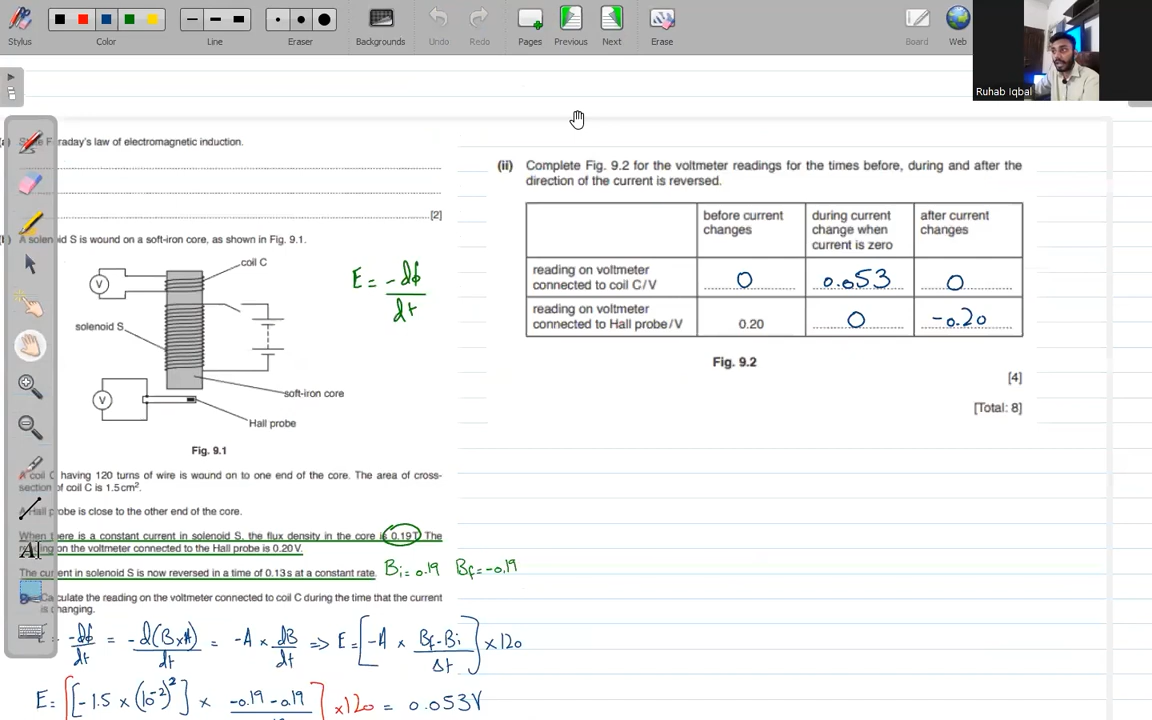 Stylus
Color
Line
Eraser
Backgrounds
Undo
Redo
Pages
Previous
Next
Erase
Board
Web
Ruhab Iqbal
raday's law of electromagnetic induction.
[2]
A solenoid S is wound on a soft-iron core, as shown in Fig. 9.1.
coil C
V
solenoid S
soft-iron core
V
Hall probe
Fig. 9.1
E = -dϕ/dt
having 120 turns of wire is wound on to one end of the core. The area of cross-
section of coil C is 1.5 cm².
A Hall probe is close to the other end of the core.
When there is a constant current in solenoid S, the flux density in the core is 0.19T. The
reading on the voltmeter connected to the Hall probe is 0.20V.
The current in solenoid S is now reversed in a time of 0.13s at a constant rate. Bi = 0.19 Bf = -0.19
Calculate the reading on the voltmeter connected to coil C during the time that the current
is changing.
-dϕ/dt = -d(B×A)/dt = -A × dB/dt ⇒ E = [-A × Bf-Bi/Δt] ×120
E = [[-1.5 × (10⁻²)²] × -0.19 - 0.19 ] ×120 = 0.053V
(ii) Complete Fig. 9.2 for the voltmeter readings for the times before, during and after the
direction of the current is reversed.
before current changes
during current change when current is zero
after current changes
reading on voltmeter connected to coil C/V 0 0.053 0
reading on voltmeter connected to Hall probe/V 0.20 0 -0.20
Fig. 9.2
[4]
[Total: 8]